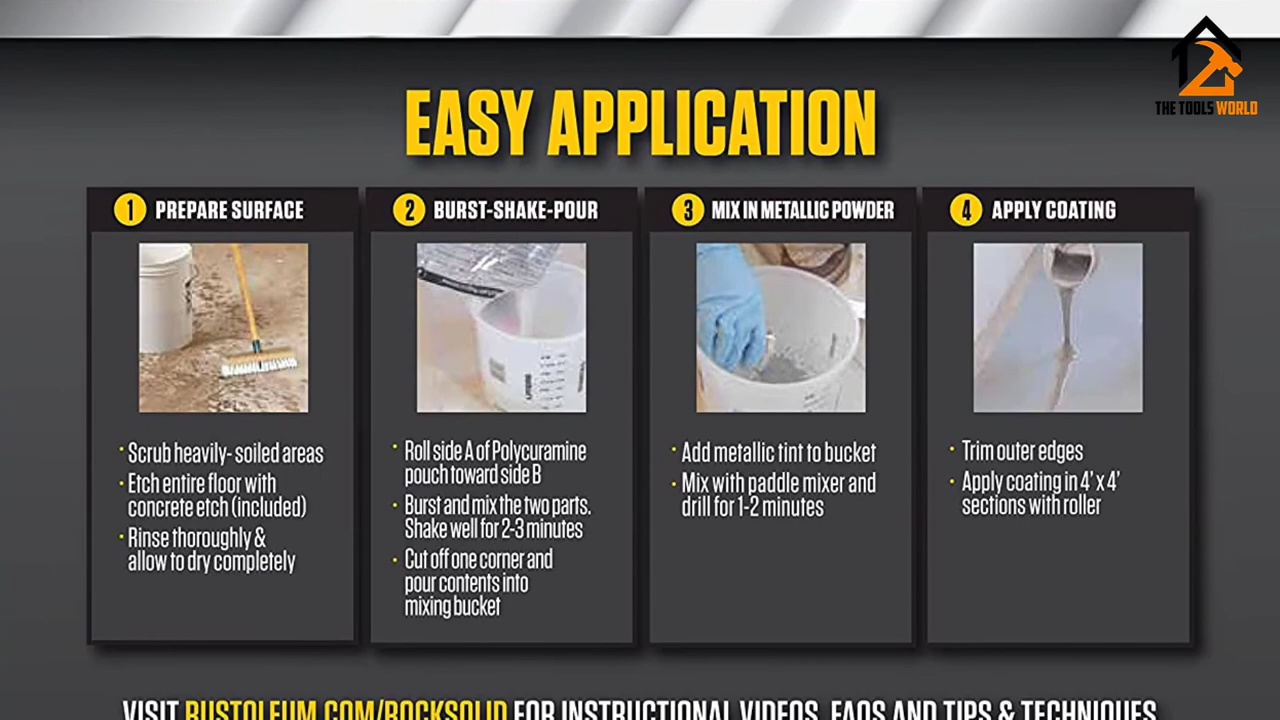 THE TOOLS WORLD
EASY APPLICATION
1 PREPARE SURFACE
• Scrub heavily- soiled areas
• Etch entire floor with
concrete etch (included)
• Rinse thoroughly &
allow to dry completely
2 BURST-SHAKE-POUR
• Roll side A of Polycuramine
pouch toward side B
• Burst and mix the two parts.
Shake well for 2-3 minutes
• Cut off one corner and
pour contents into
mixing bucket
3 MIX IN METALLIC POWDER
• Add metallic tint to bucket
• Mix with paddle mixer and
drill for 1-2 minutes
4 APPLY COATING
• Trim outer edges
• Apply coating in 4' x 4'
sections with roller
VISIT RUSTOLEUM.COM/ROCKSOLID FOR INSTRUCTIONAL VIDEOS, FAQS AND TIPS & TECHNIQUES